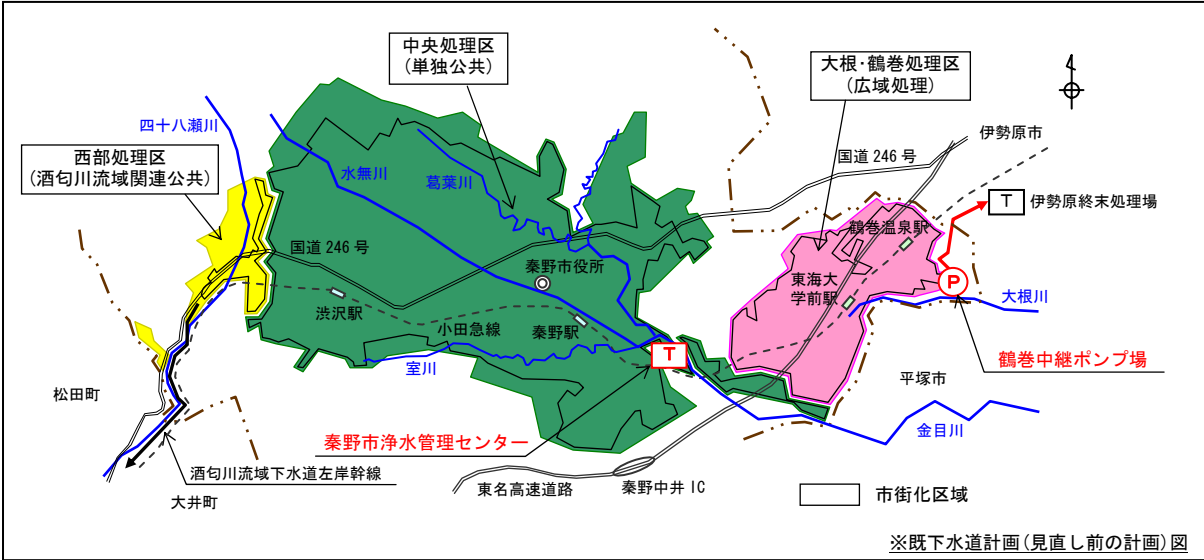 中央処理区
(単独公共)
大根・鶴巻処理区
(広域処理)
四十八瀬川
西部処理区
(酒匂川流域関連公共)
水無川
葛葉川
国道 246 号
伊勢原市
T
伊勢原終末処理場
鶴巻温泉駅
国道 246 号
秦野市役所
東海大
学前駅
P
大根川
渋沢駅
小田急線
秦野駅
T
室川
鶴巻中継ポンプ場
松田町
平塚市
秦野市浄水管理センター
金目川
酒匂川流域下水道左岸幹線
大井町
東名高速道路
秦野中井 IC
市街化区域
※既下水道計画(見直し前の計画)図